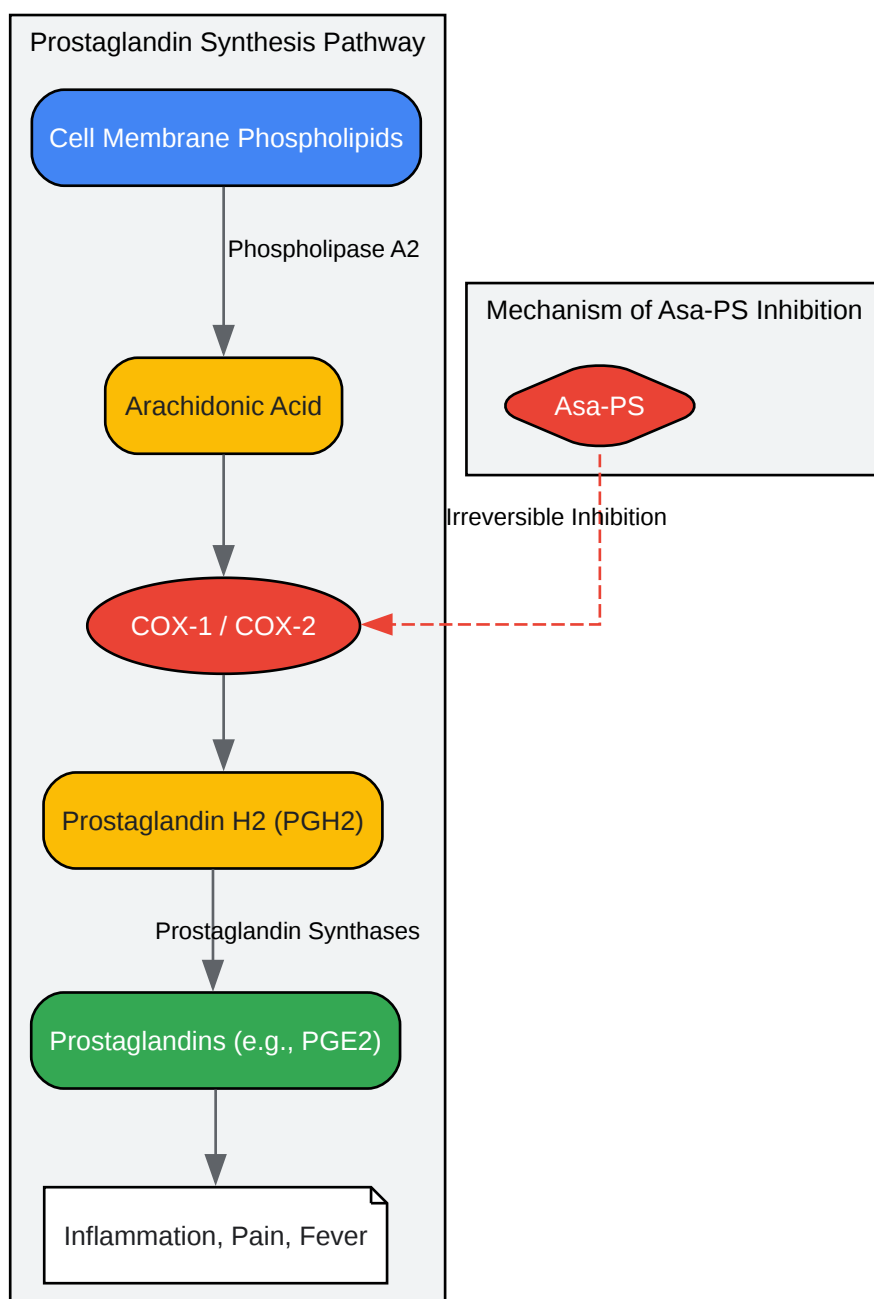 Prostaglandin Synthesis Pathway
Cell Membrane Phospholipids
Phospholipase A2
Mechanism of Asa-PS Inhibition
Arachidonic Acid
Asa-PS
Irreversible Inhibition
COX-1 / COX-2
Prostaglandin H2 (PGH2)
Prostaglandin Synthases
Prostaglandins (e.g., PGE2)
Inflammation, Pain, Fever